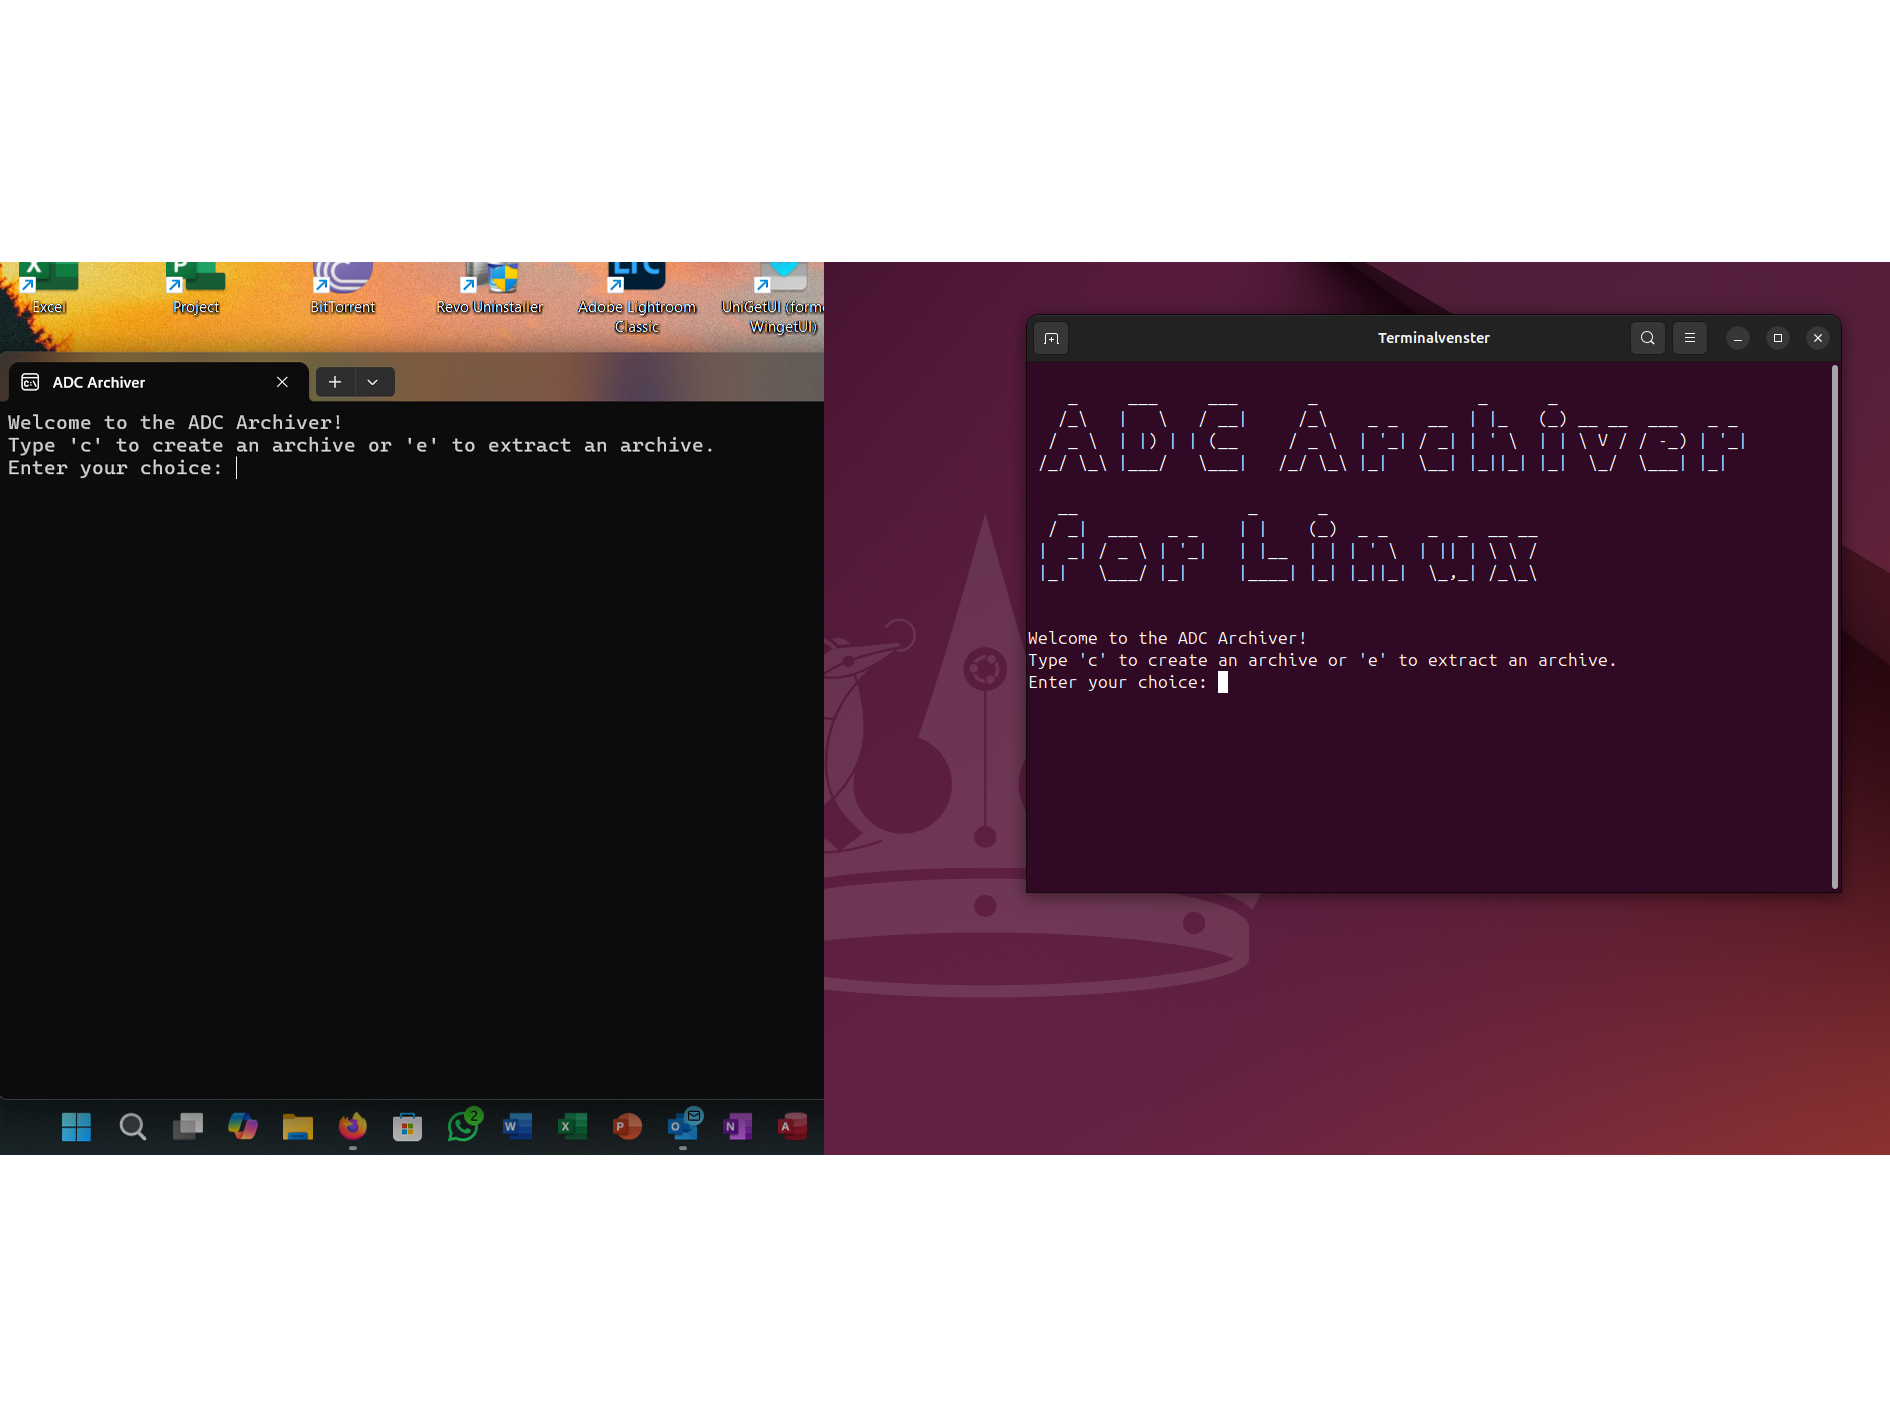 Excel
Project
BitTorrent
Revo Uninstaller
Adobe Lightroom
Classic
UniGetUI (form
WingetUI)
ADC Archiver
Welcome to the ADC Archiver!
Type 'c' to create an archive or 'e' to extract an archive.
Enter your choice:
2
Terminalvenster
ADC Archiver
for Linux
Welcome to the ADC Archiver!
Type 'c' to create an archive or 'e' to extract an archive.
Enter your choice: